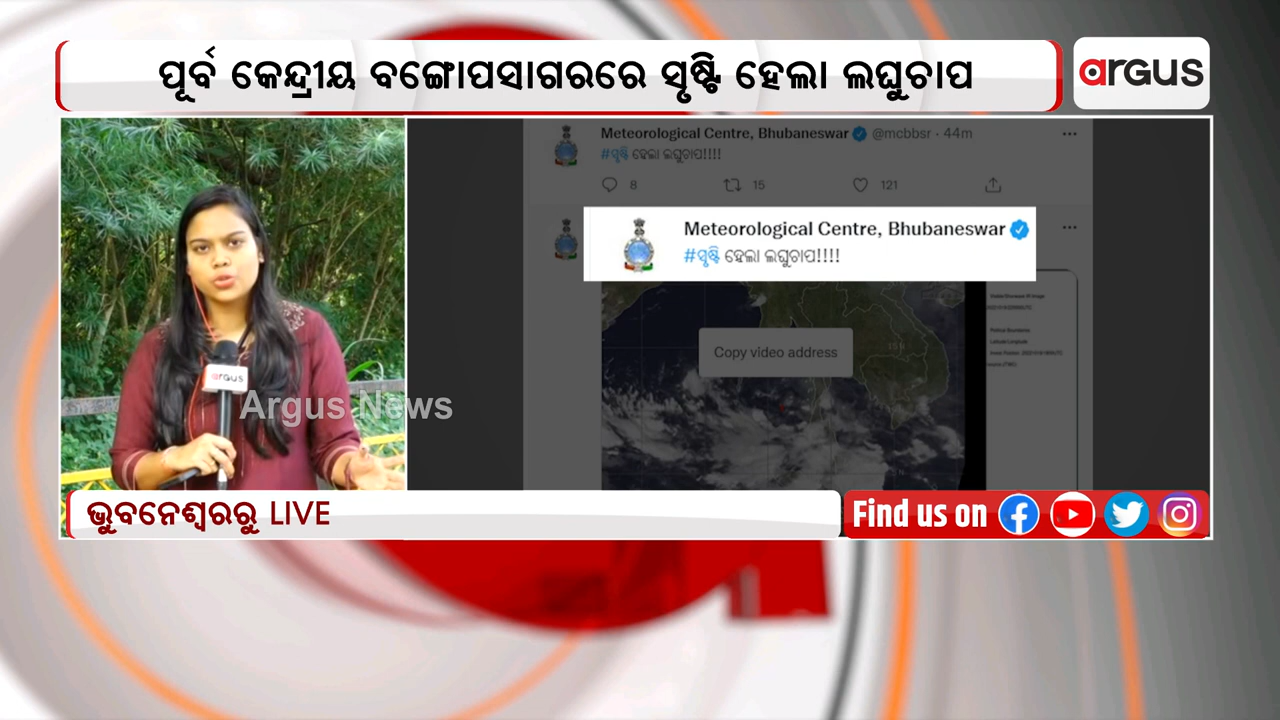 ପୂର୍ବ କେନ୍ଦ୍ରୀୟ ବଙ୍ଗୋପସାଗରରେ ସୃଷ୍ଟି ହେଲା ଲଘୁଚାପ
argus
Meteorological Centre, Bhubaneswar @mcbbsr · 44m
#ସୃଷ୍ଟି ହେଲା ଲଘୁଚାପ!!!!
8 15 121
Meteorological Centre, Bhubaneswar
#ସୃଷ୍ଟି ହେଲା ଲଘୁଚାପ!!!!
Copy video address
argus
Argus News
ଭୁବନେଶ୍ୱରରୁ LIVE
Find us on